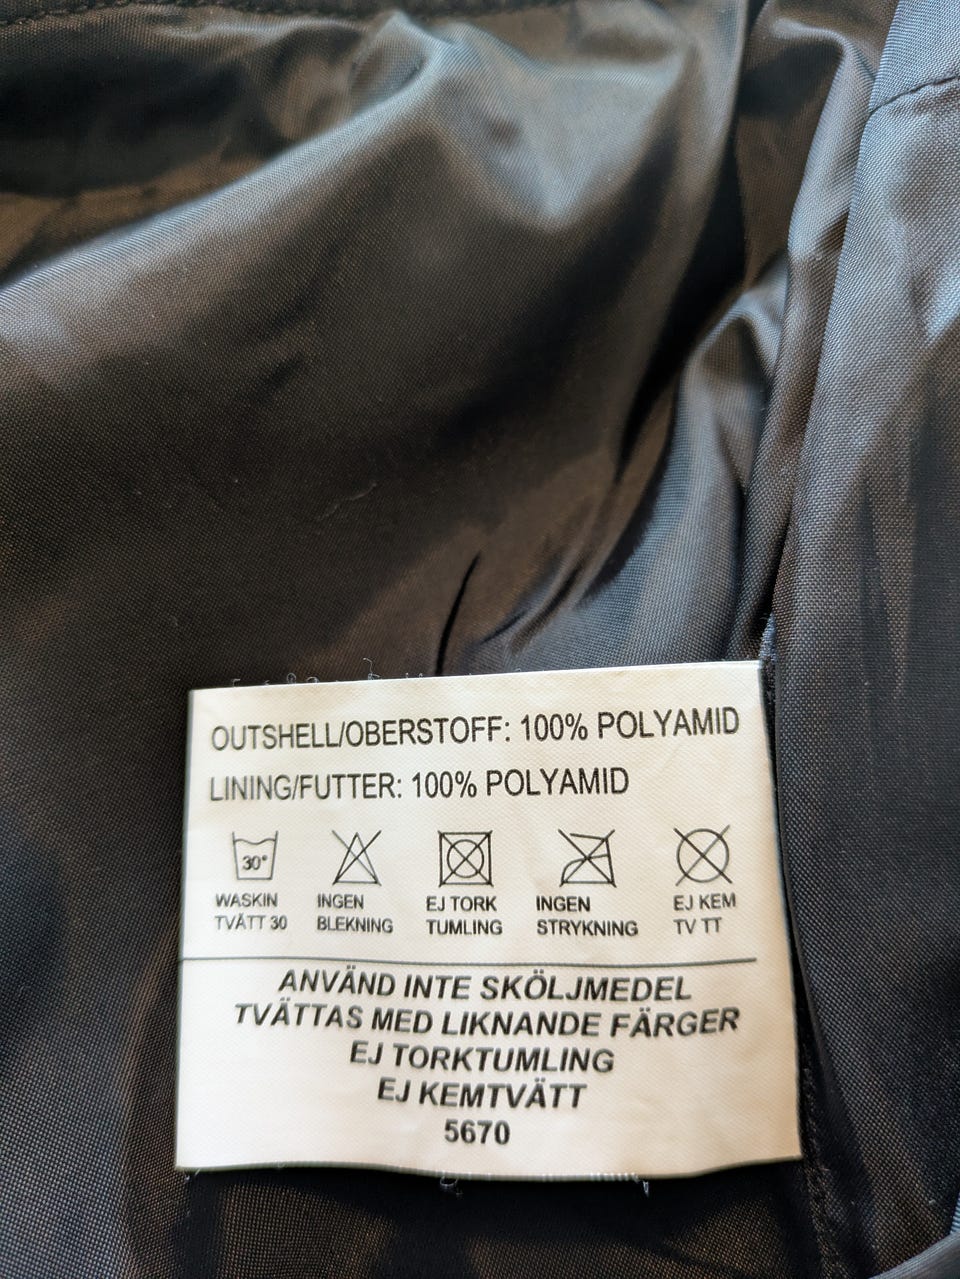 OUTSHELL/OBERSTOFF: 100% POLYAMID
LINING/FUTTER: 100% POLYAMID
30°
WASKIN TVÄTT 30
INGEN BLEKNING
EJ TORK TUMLING
INGEN STRYKNING
EJ KEM TV TT
ANVÄND INTE SKÖLJMEDEL
TVÄTTAS MED LIKNANDE FÄRGER
EJ TORKTUMLING
EJ KEMTVÄTT
5670